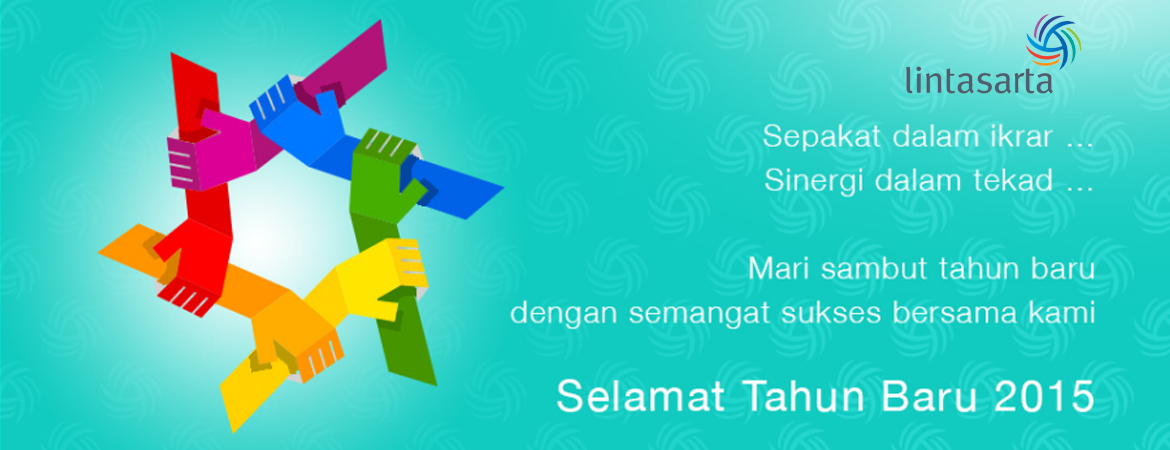 lintasarta
Sepakat dalam ikrar ...
Sinergi dalam tekad ...
Mari sambut tahun baru
dengan semangat sukses bersama kami
Selamat Tahun Baru 2015